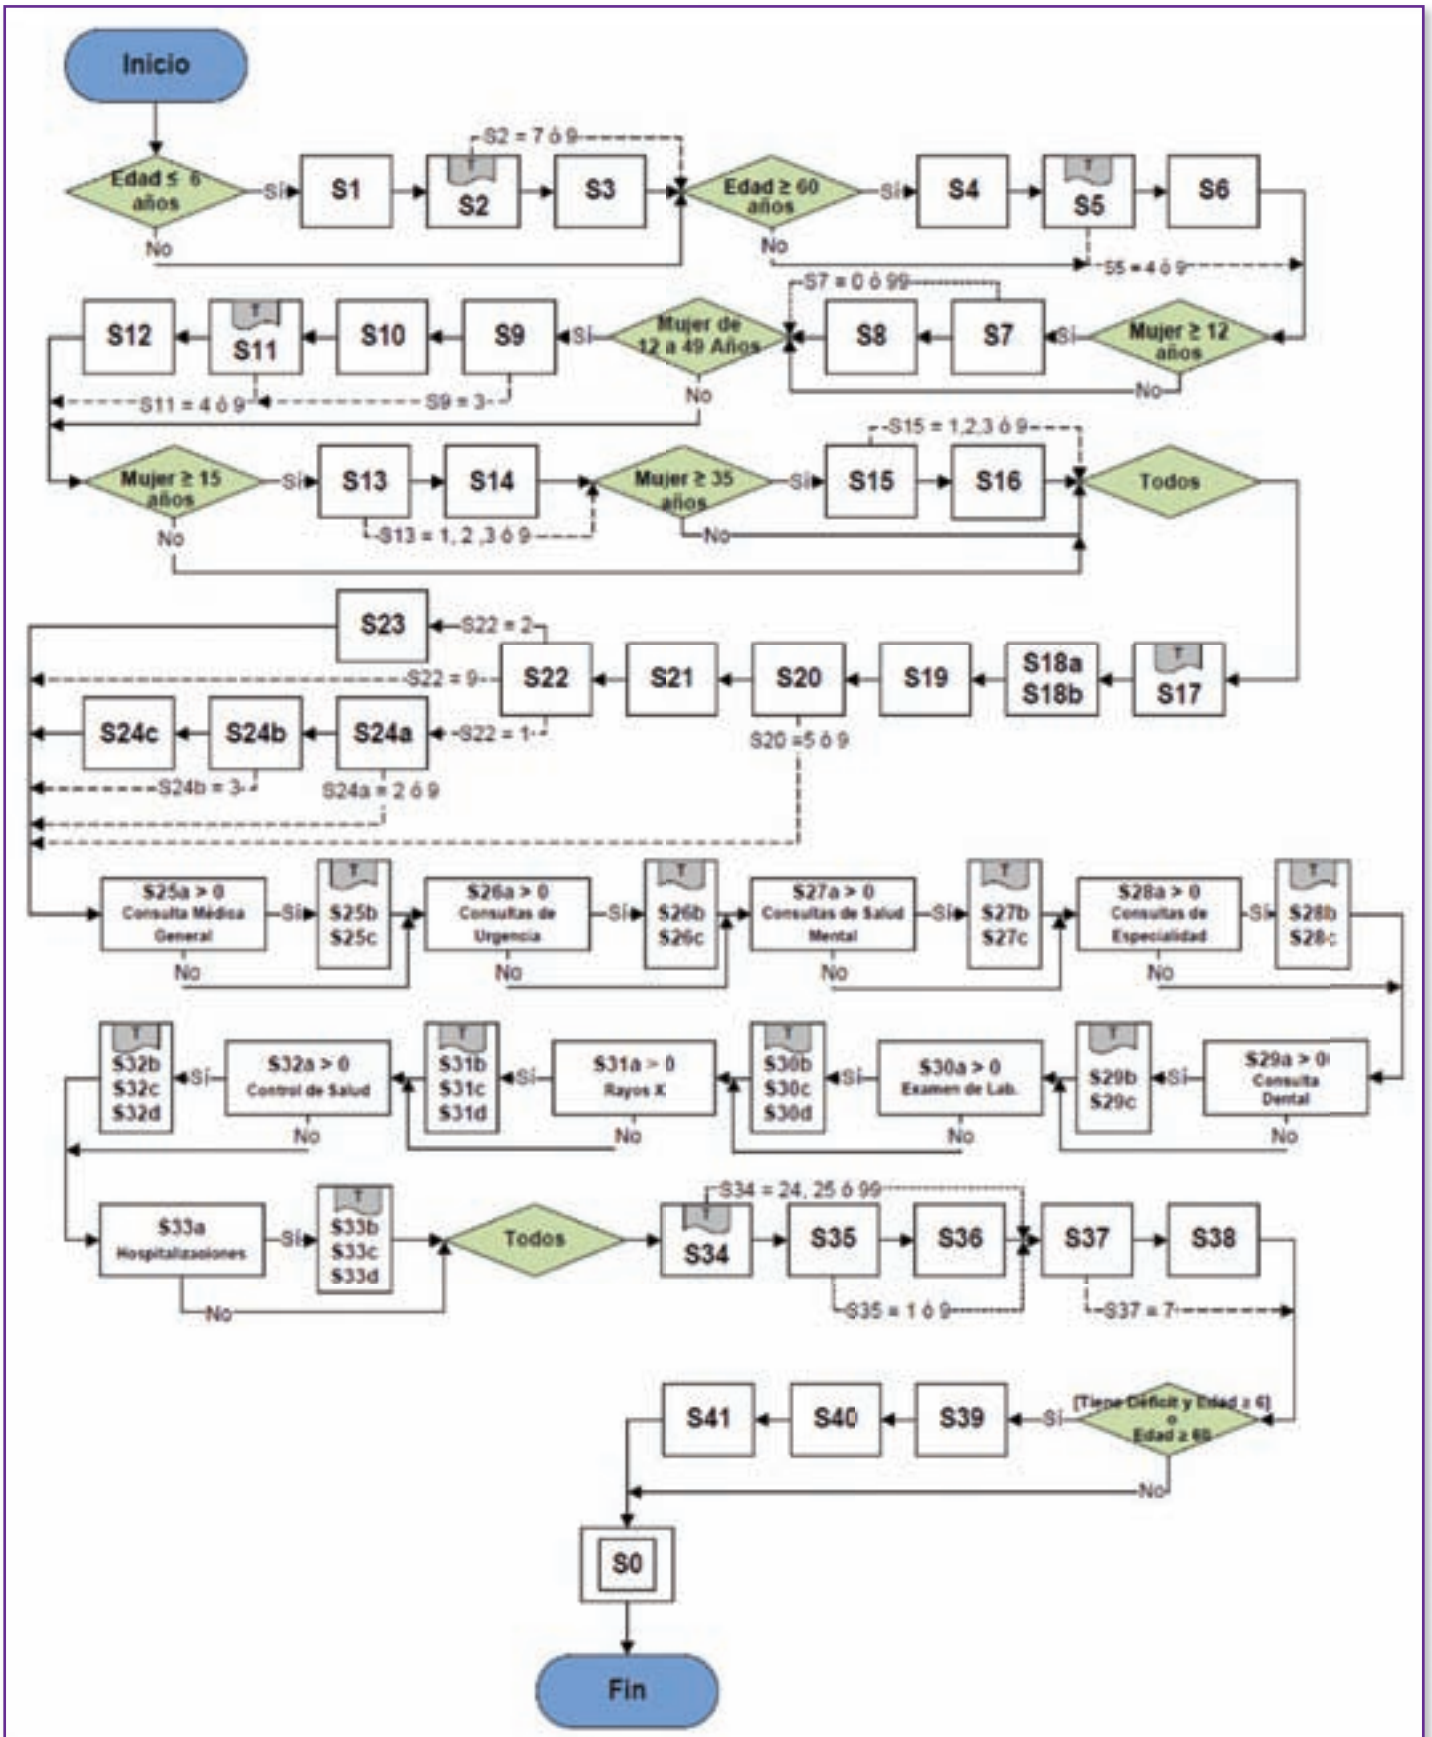 Inicio
Edad ≤ 6
años
Sí
S1
T
S2
S2 = 7 ó 9
S3
No
Edad ≥ 60
años
Sí
S4
T
S5
S6
No
S5 = 4 ó 9
S12
T
S11
S10
S9
Sí
Mujer de
12 a 49 Años
S7 = 0 ó 99
S8
S7
Sí
Mujer ≥ 12
años
S11 = 4 ó 9
S9 = 3
No
No
Mujer ≥ 15
años
Sí
S13
S14
S13 = 1, 2 ,3 ó 9
No
Mujer ≥ 35
años
Sí
S15
S15 = 1,2,3 ó 9
S16
No
Todos
S23
S22 = 2
S22 = 9
S22
S21
S20
S19
S18a
S18b
T
S17
S24c
S24b
S24a
S22 = 1
S20 =5 ó 9
S24b = 3
S24a = 2 ó 9
S25a > 0
Consulta Médica
General
Sí
T
S25b
S25c
No
S26a > 0
Consultas de
Urgencia
Sí
T
S26b
S26c
No
S27a > 0
Consultas de Salud
Mental
Sí
T
S27b
S27c
No
S28a > 0
Consultas de
Especialidad
Sí
T
S28b
S28c
No
T
S32b
S32c
S32d
Sí
S32a > 0
Control de Salud
No
T
S31b
S31c
S31d
Sí
S31a > 0
Rayos X
No
T
S30b
S30c
S30d
Sí
S30a > 0
Examen de Lab.
No
T
S29b
S29c
Sí
S29a > 0
Consulta
Dental
No
S33a
Hospitalizaciones
Sí
T
S33b
S33c
S33d
No
Todos
T
S34
S34 = 24, 25 ó 99
S35
S36
S35 = 1 ó 9
S37
S38
S37 = 7
S41
S40
S39
Sí
[Tiene Déficit y Edad ≥ 6]
o
Edad ≥ 60
No
S0
Fin